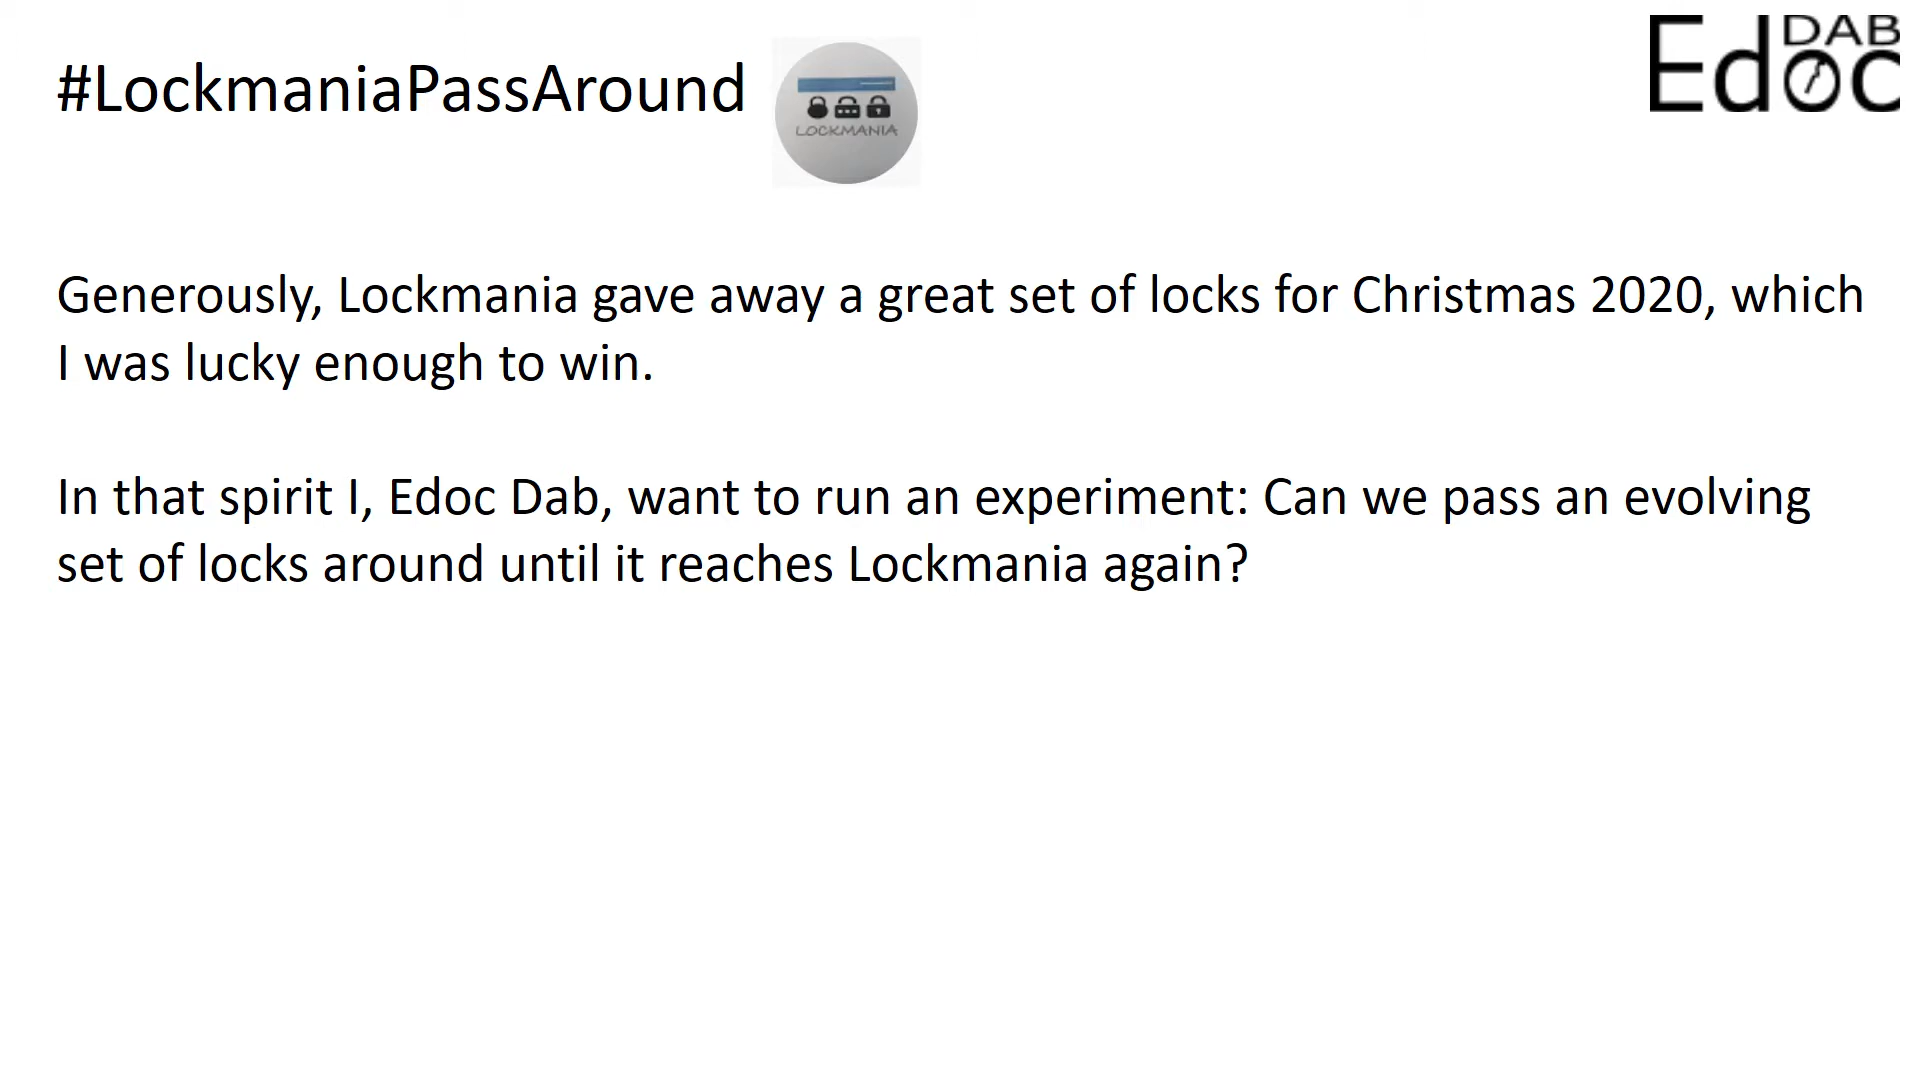 #LockmaniaPassAround
LOCKMANIA
Edoc DAB
Generously, Lockmania gave away a great set of locks for Christmas 2020, which
I was lucky enough to win.
In that spirit I, Edoc Dab, want to run an experiment: Can we pass an evolving
set of locks around until it reaches Lockmania again?